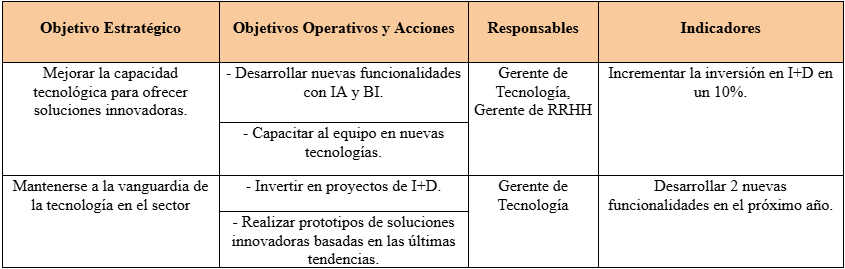 Objetivo Estratégico
Objetivos Operativos y Acciones
Responsables
Indicadores
Mejorar la capacidad
tecnológica para ofrecer
soluciones innovadoras.
- Desarrollar nuevas funcionalidades
con IA y BI.
- Capacitar al equipo en nuevas
tecnologías.
Gerente de
Tecnología,
Gerente de RRHH
Incrementar la inversión en I+D en
un 10%.
Mantenerse a la vanguardia de
la tecnología en el sector
- Invertir en proyectos de I+D.
- Realizar prototipos de soluciones
innovadoras basadas en las últimas
tendencias.
Gerente de
Tecnología
Desarrollar 2 nuevas
funcionalidades en el próximo año.